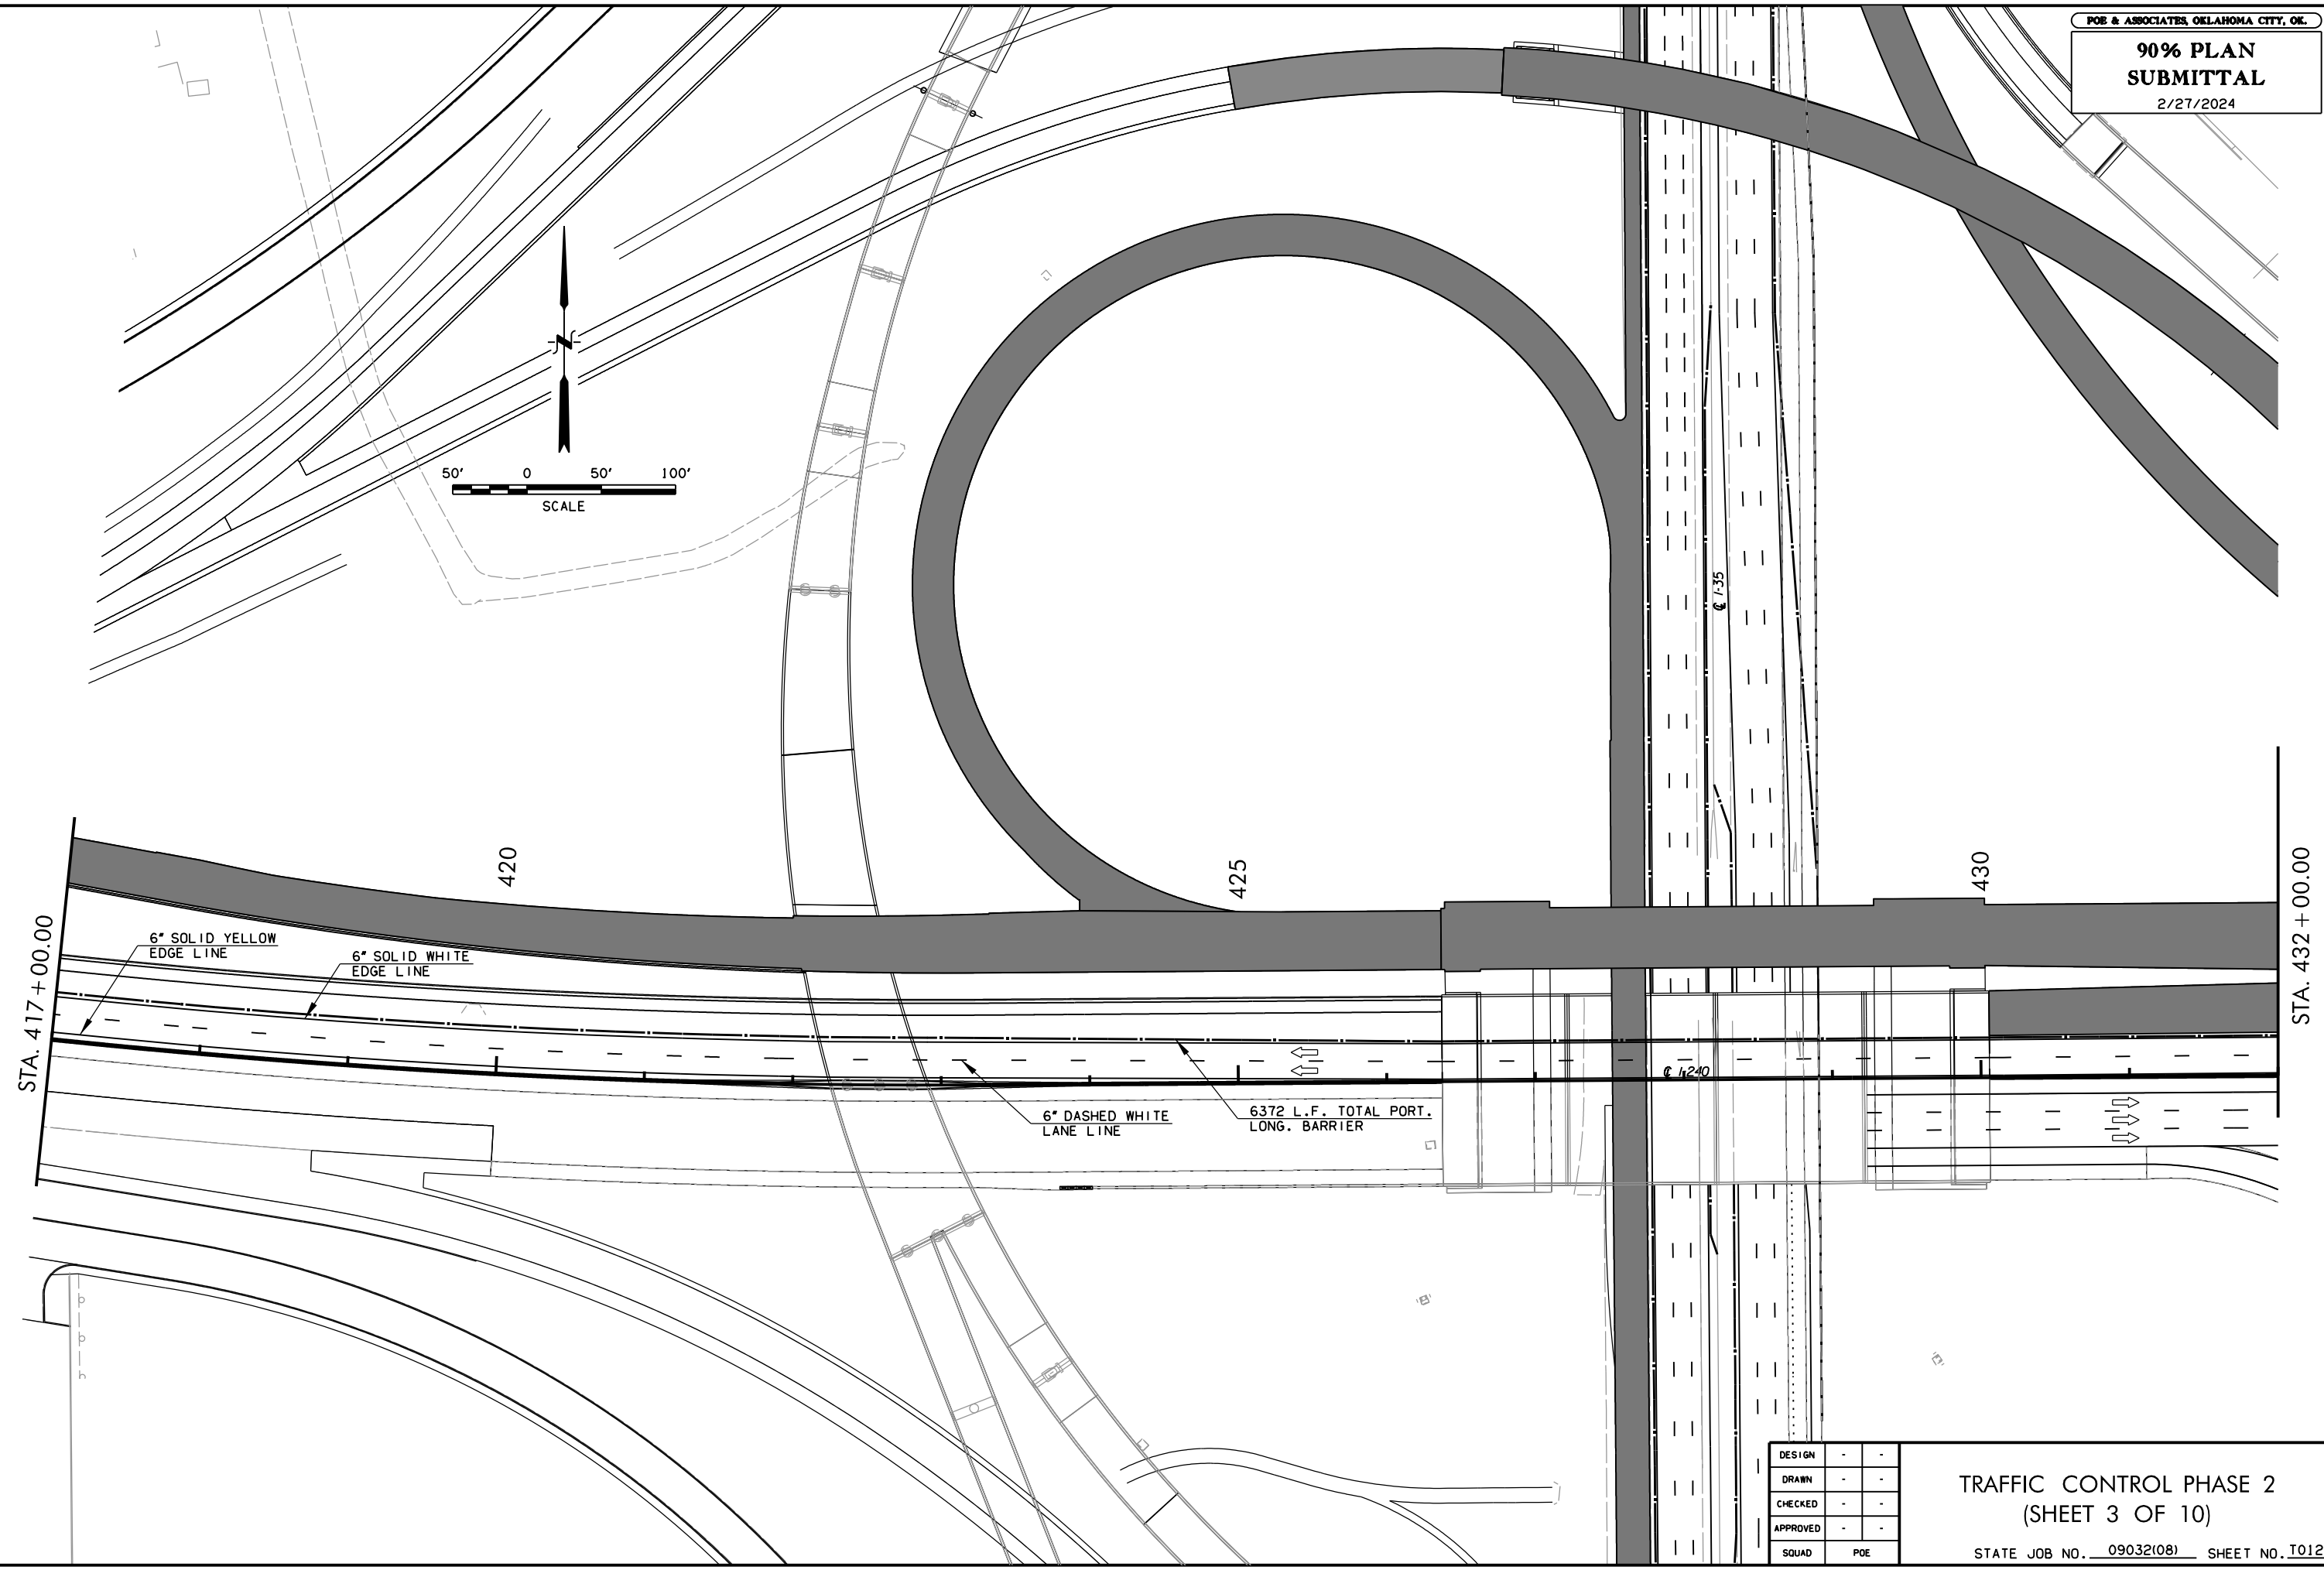 POE & ASSOCIATES, OKLAHOMA CITY, OK.
90% PLAN
SUBMITTAL
2/27/2024
N
50' 0 50' 100'
SCALE
℄ I-35
420
425
430
STA. 417+00.00
STA. 432+00.00
6" SOLID YELLOW
EDGE LINE
6" SOLID WHITE
EDGE LINE
℄ I-240
6" DASHED WHITE
LANE LINE
6372 L.F. TOTAL PORT.
LONG. BARRIER
DESIGN - -
DRAWN - -
CHECKED - -
APPROVED - -
SQUAD POE
TRAFFIC CONTROL PHASE 2
(SHEET 3 OF 10)
STATE JOB NO. 09032(08) SHEET NO. T012